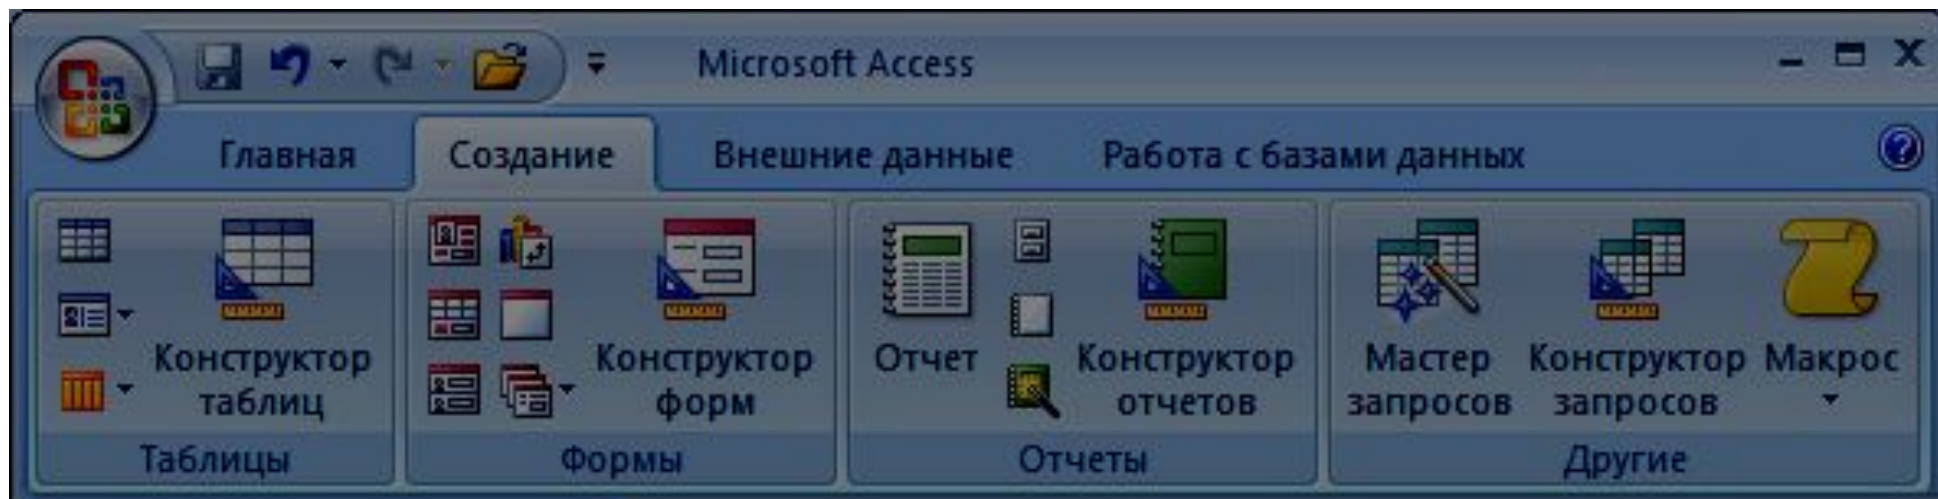 Microsoft Access
Главная Создание Внешние данные Работа с базами данных
Конструктор таблиц
Конструктор форм
Отчет
Конструктор отчетов
Мастер запросов
Конструктор запросов
Макрос
Таблицы Формы Отчеты Другие